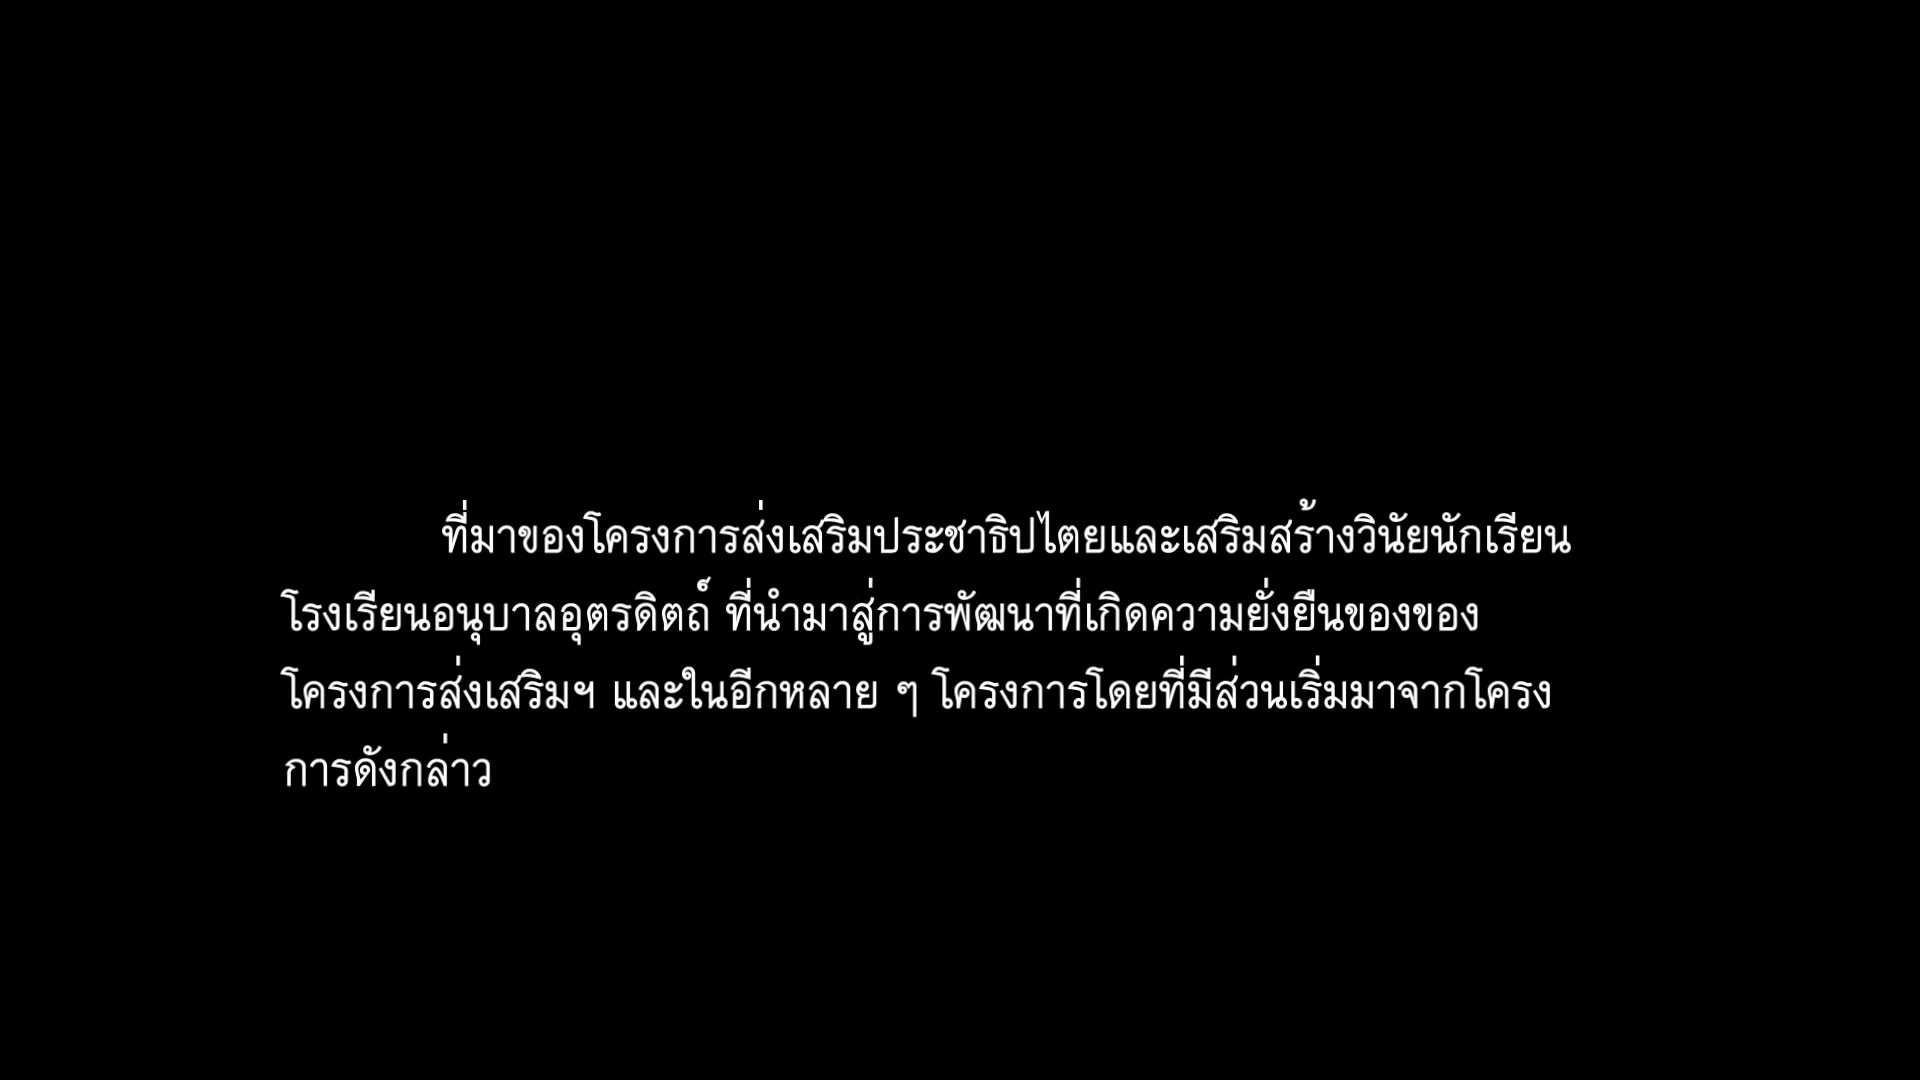 ที่มาของโครงการส่งเสริมประชาธิปไตยและเสริมสร้างวินัยนักเรียน
โรงเรียนอนุบาลอุตรดิตถ์ ที่นำมาสู่การพัฒนาที่เกิดความยั่งยืนของของ
โครงการส่งเสริมฯ และในอีกหลาย ๆ โครงการโดยที่มีส่วนเริ่มมาจากโครง
การดังกล่าว